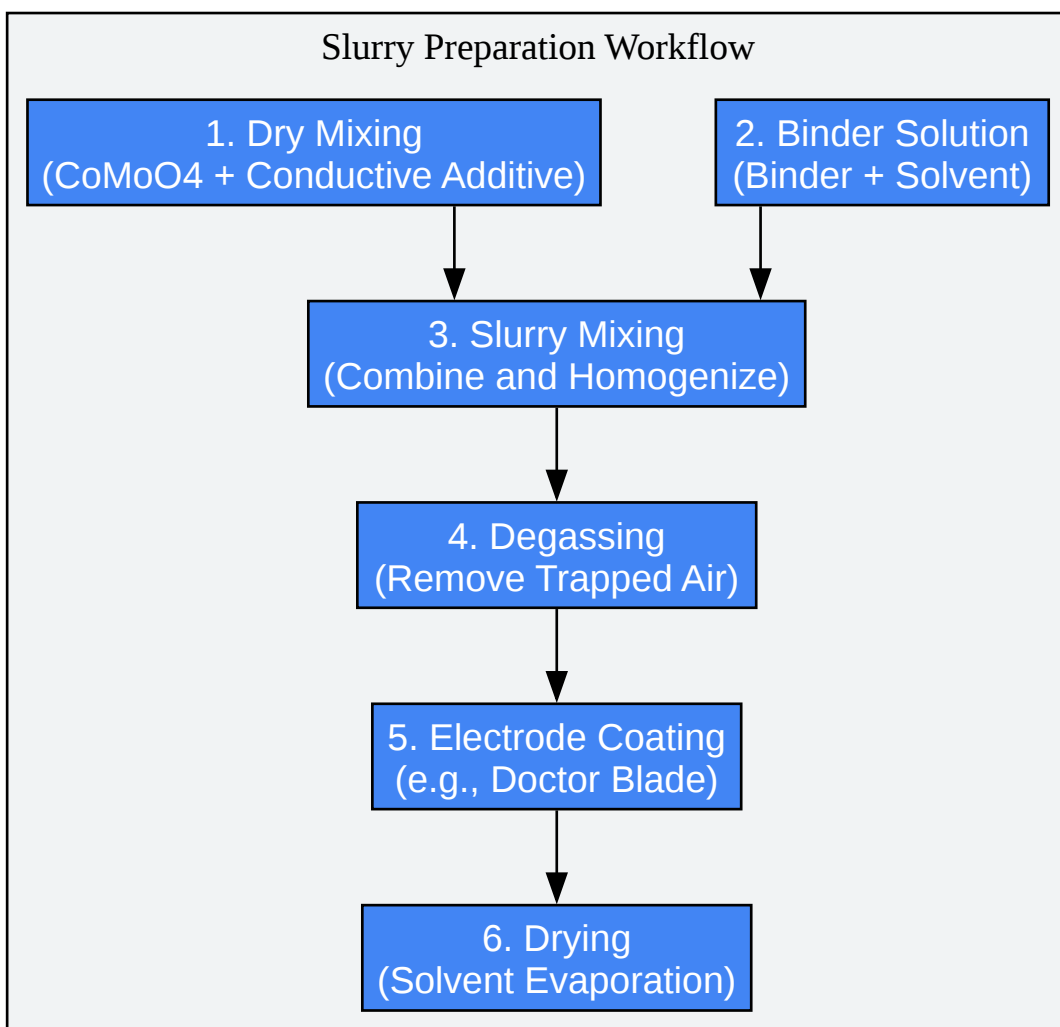 Slurry Preparation Workflow
1. Dry Mixing
(CoMoO4 + Conductive Additive)
2. Binder Solution
(Binder + Solvent)
3. Slurry Mixing
(Combine and Homogenize)
4. Degassing
(Remove Trapped Air)
5. Electrode Coating
(e.g., Doctor Blade)
6. Drying
(Solvent Evaporation)